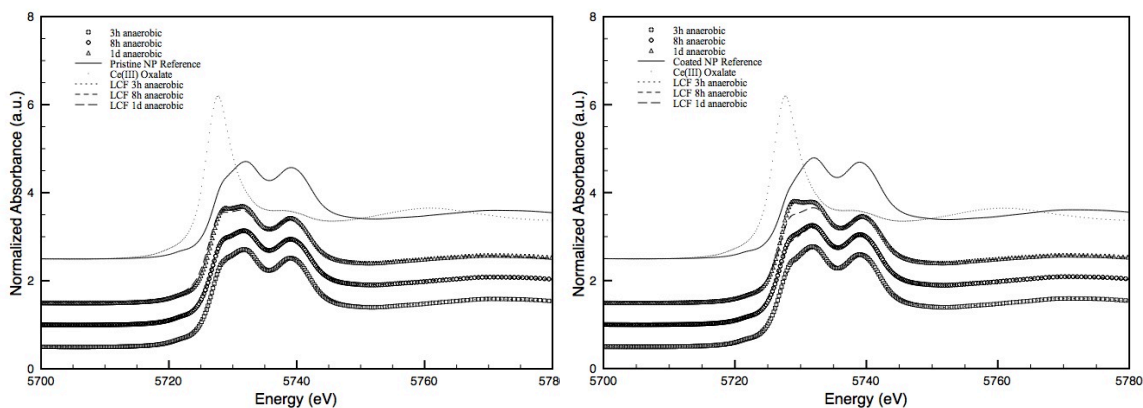 8
6
4
2
0
Normalized Absorbance (a.u.)
3h anaerobic
8h anaerobic
1d anaerobic
Pristine NP Reference
Ce(III) Oxalate
LCF 3h anaerobic
LCF 8h anaerobic
LCF 1d anaerobic
5700 5720 5740 5760 578
Energy (eV)
8
6
4
2
0
Normalized Absorbance (a.u.)
3h anaerobic
8h anaerobic
1d anaerobic
Coated NP Reference
Ce(III) Oxalate
LCF 3h anaerobic
LCF 8h anaerobic
LCF 1d anaerobic
5700 5720 5740 5760 5780
Energy (eV)